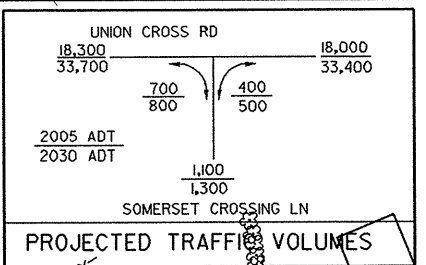 UNION CROSS RD
18,300
33,700
18,000
33,400
700
800
400
500
2005 ADT
2030 ADT
1,100
1,300
SOMERSET CROSSING LN
PROJECTED TRAFFIC VOLUMES